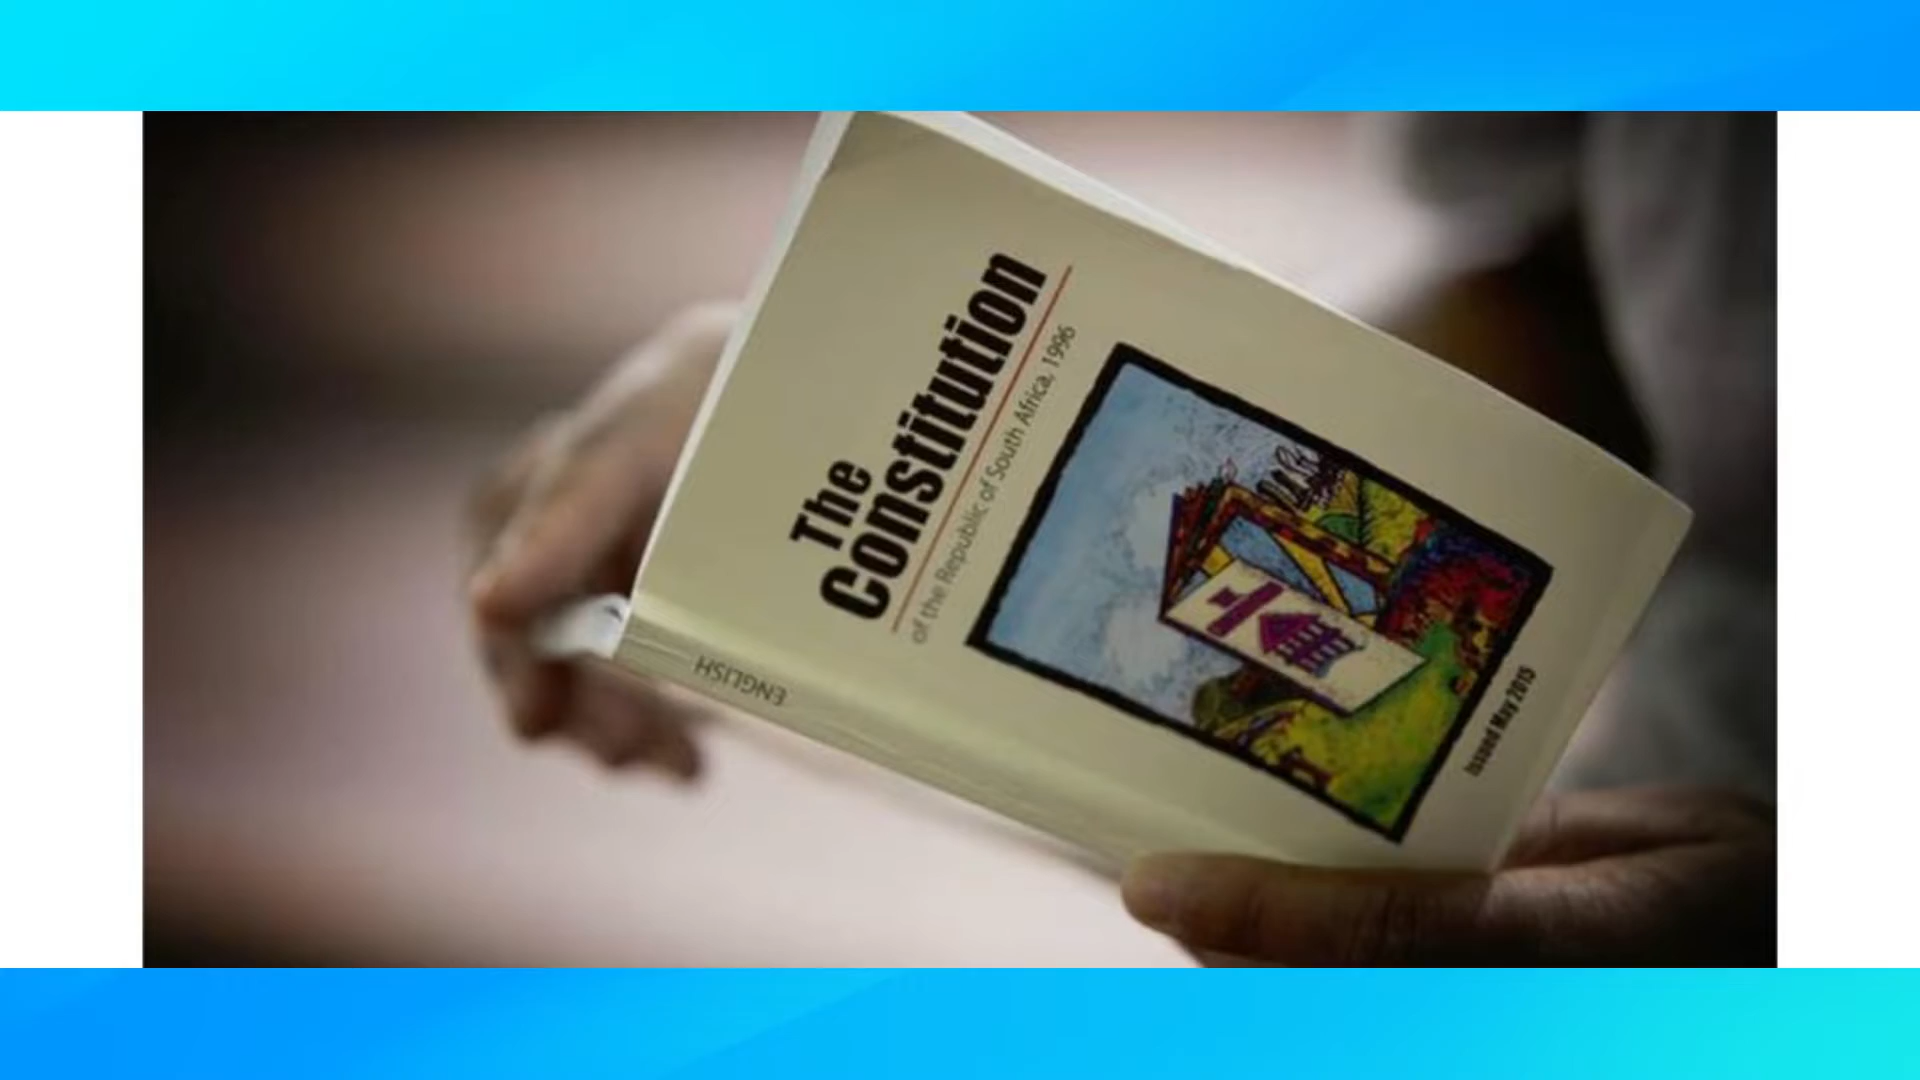 The
Constitution
of the Republic of South Africa, 1996
Issued May 2015
ENGLISH